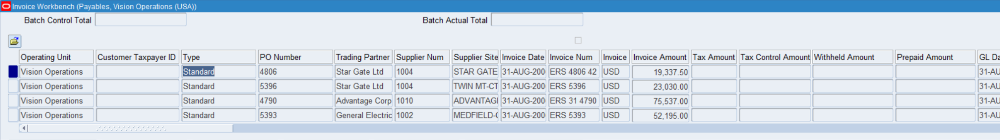 Invoice Workbench (Payables, Vision Operations (USA))
Batch Control Total Batch Actual Total
Operating Unit Customer Taxpayer ID Type PO Number Trading Partner Supplier Num Supplier Site Invoice Date Invoice Num Invoice Invoice Amount Tax Amount Tax Control Amount Withheld Amount Prepaid Amount GL Da
Vision Operations Standard 4806 Star Gate Ltd 1004 STAR GATE 31-AUG-200 ERS 4806 42 USD 19,337.50 31-AU
Vision Operations Standard 5396 Star Gate Ltd 1004 TWIN MT-CT 31-AUG-200 ERS 5396 USD 23,030.00 31-AU
Vision Operations Standard 4790 Advantage Corp 1010 ADVANTAG 31-AUG-200 ERS 31 4790 USD 75,537.00 31-AU
Vision Operations Standard 5393 General Electric 1002 MEDFIELD- 31-AUG-200 ERS 5393 USD 52,195.00 31-AU